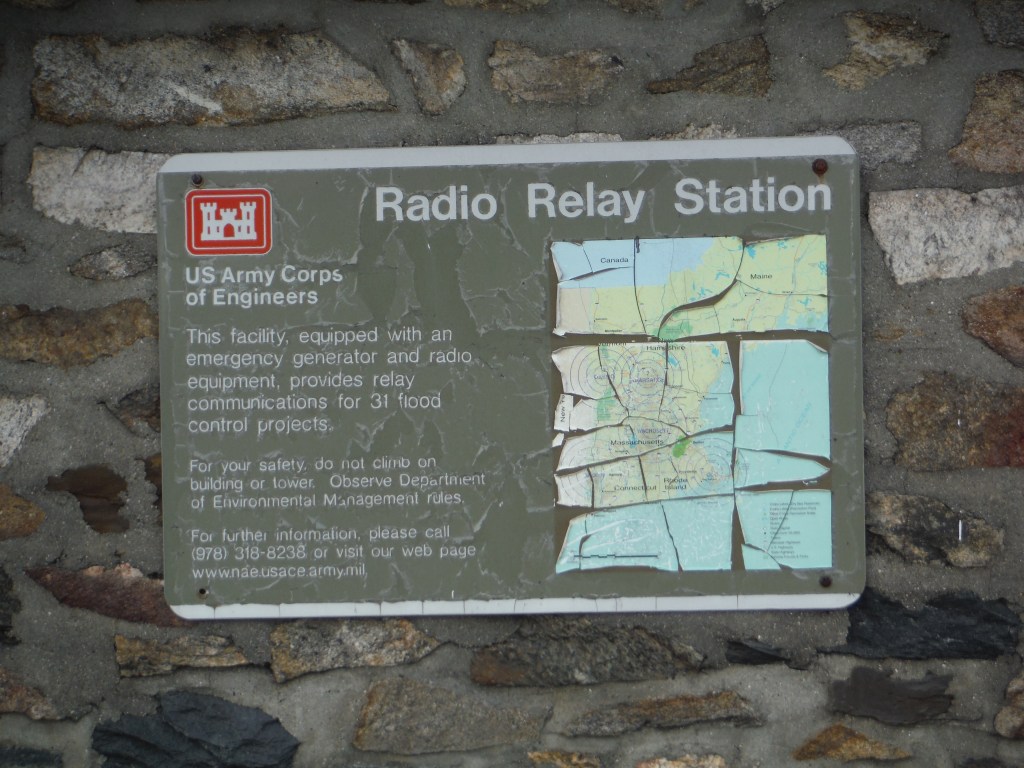 Radio Relay Station
US Army Corps
of Engineers
This facility, equipped with an
emergency generator and radio
equipment, provides relay
communications for 31 flood
control projects.
For your safety, do not climb on
building or tower. Observe Department
of Environmental Management rules.
For further information, please call
(978) 318-8238 or visit our web page
www.nae.usace.army.mil
Canada
Maine
Hampshire
New Yo
Massachusetts
Connecticut
Rhode
Island